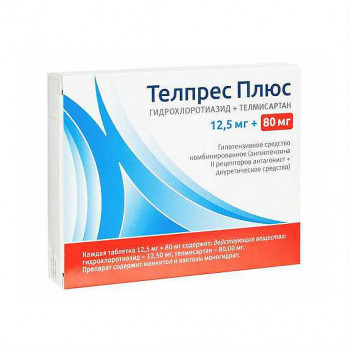 Телпрес Плюс
ГИДРОХЛОРОТИАЗИД + ТЕЛМИСАРТАН
12,5 мг + 80 мг
Гипотензивное средство
комбинированное (ангиотензина
II рецепторов антагонист +
диуретическое средство)
Каждая таблетка 12,5 мг + 80 мг содержит: действующие вещества:
гидрохлоротиазид – 12,50 мг, телмисартан – 80,00 мг.
Препарат содержит маннитол и лактозы моногидрат.